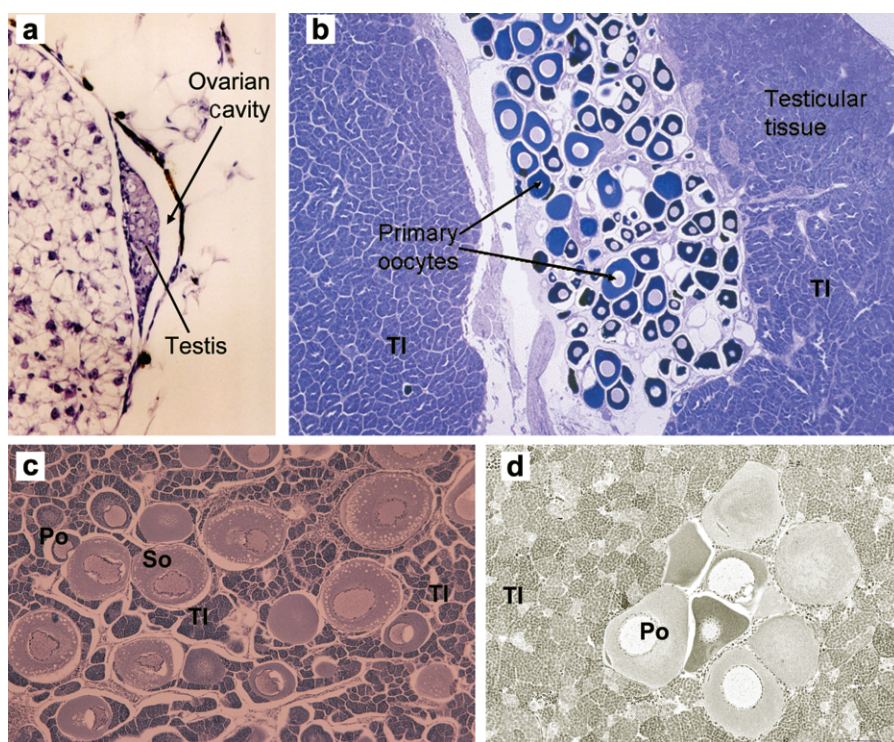 a
Ovarian
cavity
Testis
b
Testicular
tissue
Primary
oocytes
Tl
Tl
c
Po
So
Tl
Tl
d
Tl
Po